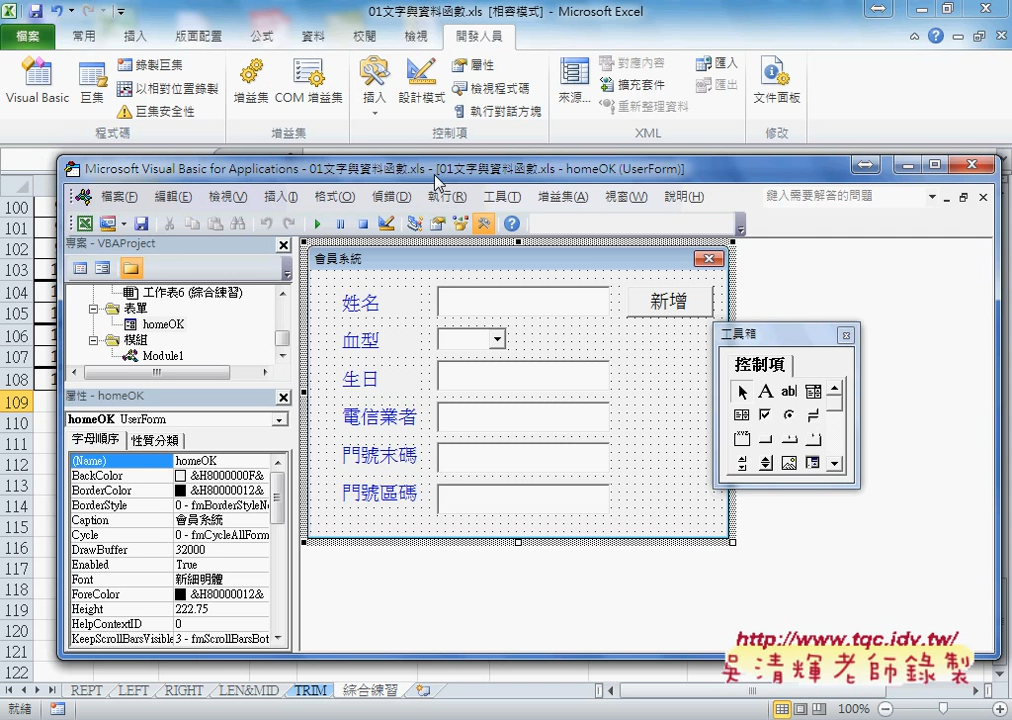 01文字與資料函數.xls [相容模式] - Microsoft Excel
檔案 常用 插入 版面配置 公式 資料 校閱 檢視 開發人員
Visual Basic 巨集 錄製巨集 以相對位置錄製 巨集安全性 程式碼
增益集 COM 增益集 增益集
插入 設計模式 屬性 檢視程式碼 執行對話方塊 控制項
來源... 對應內容 擴充套件 重新整理資料 匯入 匯出 XML
文件面板 修改
Microsoft Visual Basic for Applications - 01文字與資料函數.xls - [01文字與資料函數.xls - homeOK (UserForm)]
檔案(F) 編輯(E) 檢視(V) 插入(I) 格式(O) 偵錯(D) 執行(R) 工具(T) 增益集(A) 視窗(W) 說明(H) 鍵入需要解答的問題
專案 - VBAProject
工作表6 (綜合練習)
表單
homeOK
模組
Module1
屬性 - homeOK
homeOK UserForm
字母順序 性質分類
(Name) homeOK
BackColor &H8000000F&
BorderColor &H80000012&
BorderStyle 0 - fmBorderStyleNo
Caption 會員系統
Cycle 0 - fmCycleAllForm
DrawBuffer 32000
Enabled True
Font 新細明體
ForeColor &H80000012&
Height 222.75
HelpContextID 0
KeepScrollBarsVisible 3 - fmScrollBarsBot
會員系統
姓名 新增
血型
生日
電信業者
門號末碼
門號區碼
工具箱
控制項
A ab|
100
101
102
103
104
105
106
107
108
109
110
111
112
113
114
115
116
117
118
119
120
121
122
http://www.tqc.idv.tw/
吳清輝老師錄製
REPT LEFT RIGHT LEN&MID TRIM 綜合練習
就緒 100%